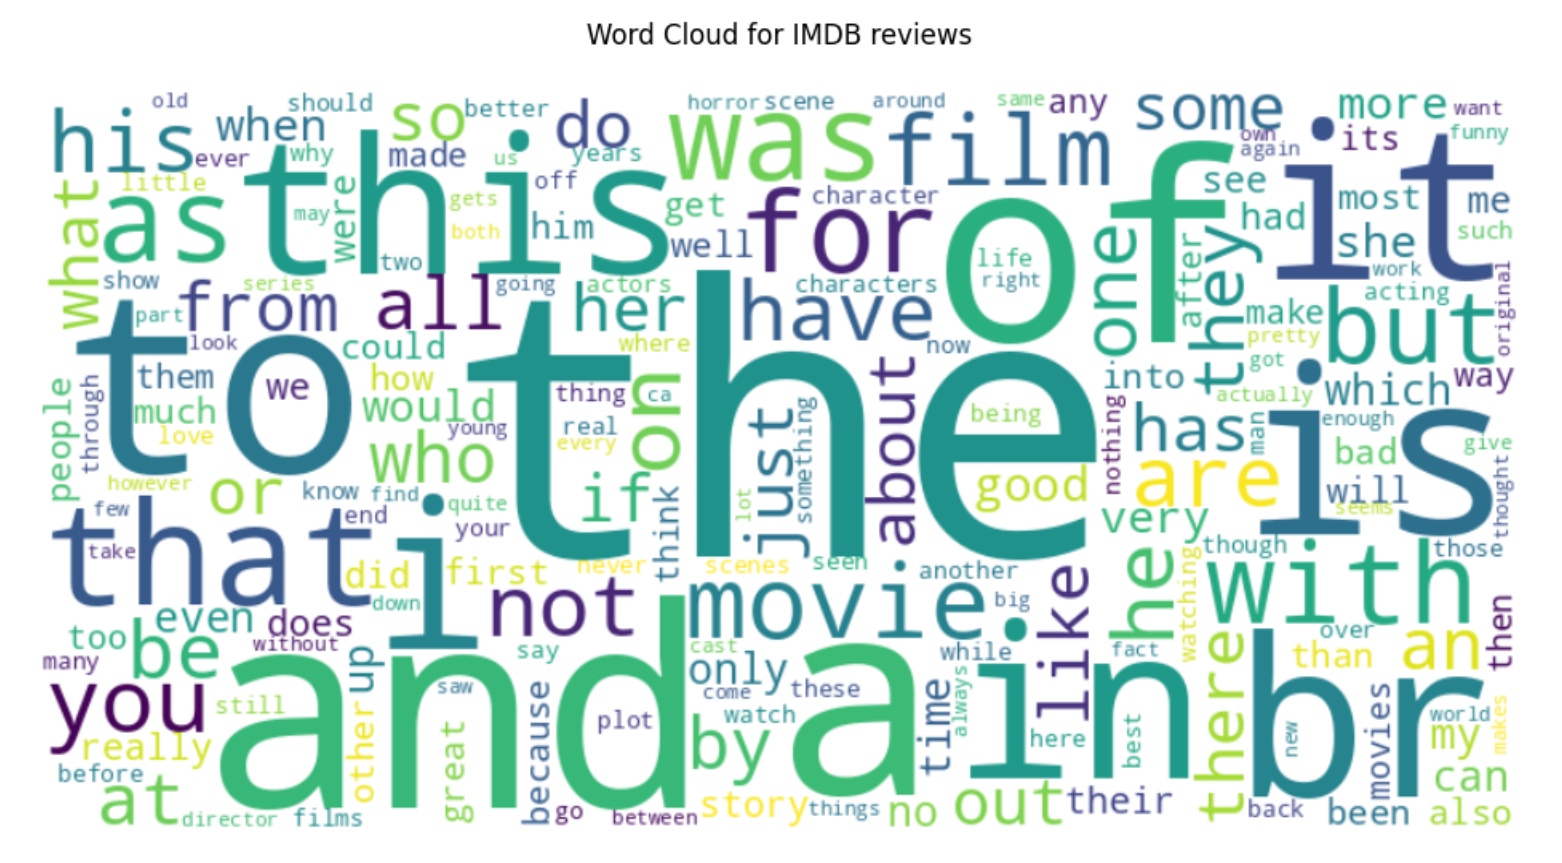 Word Cloud for IMDB reviews
old
should
so
better
horror
scene
around
same
any
some
more
want
his
when
do
was
film
own
its
funny
ever
this
why
made
us
years
of
again
it
what
little
as
were
off
get
character
for
see
most
me
may
gets
him
had
such
both
well
life
one
they
she
two
right
after
work
show
series
all
going
actors
characters
acting
original
from
her
have
make
but
part
to
look
could
the
where
now
pretty
people
through
them
we
how
thing
ca
on
about
into
got
which
way
much
would
just
something
being
actually
love
young
real
nothing
has
man
is
enough
every
bad
give
however
who
good
are
or
know
find
if
lot
will
thought
few
that
end
i
quite
think
very
seems
your
take
did
first
never
scenes
seen
another
he
watching
though
those
down
not
movie
big
like
with
too
even
does
be
without
say
cast
while
fact
over
than
an
then
many
up
and
only
a
in
there
br
you
saw
because
come
these
time
always
still
plot
watch
here
best
new
movies
world
my
makes
really
other
great
by
before
can
at
director
films
go
between
story
things
no
out
their
back
been
also